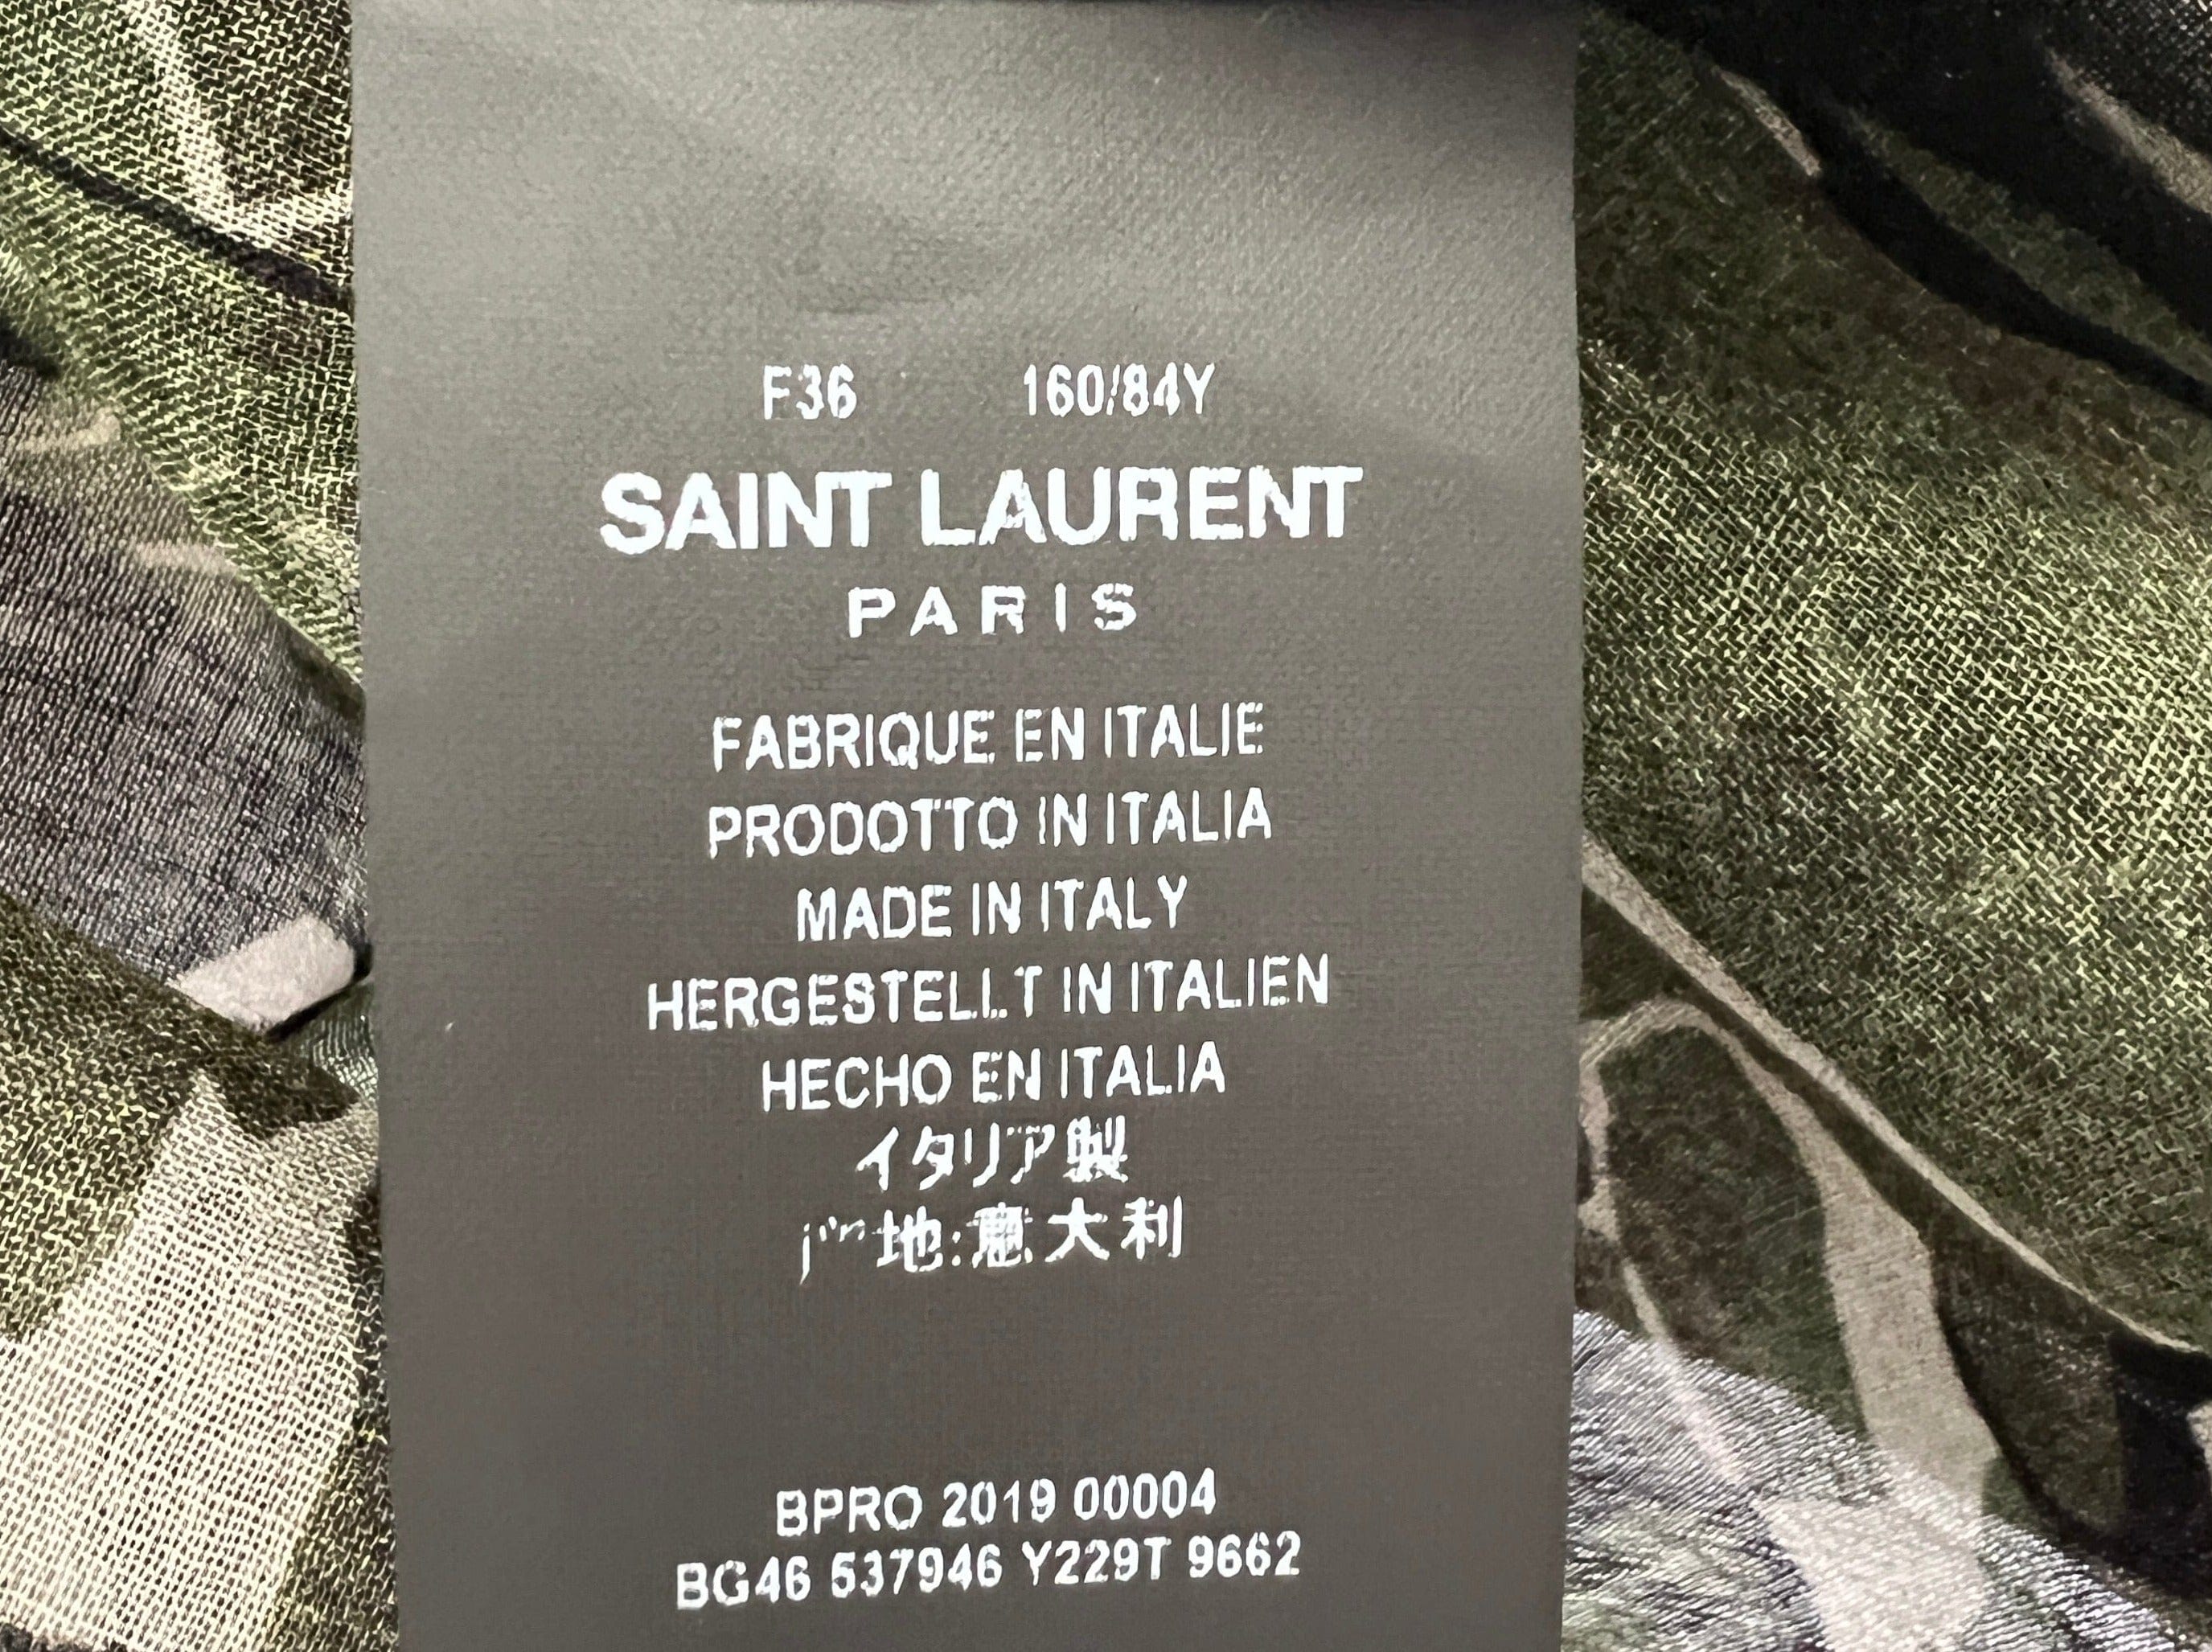 F36 160/84Y
SAINT LAURENT
PARIS
FABRIQUE EN ITALIE
PRODOTTO IN ITALIA
MADE IN ITALY
HERGESTELLT IN ITALIEN
HECHO EN ITALIA
イタリア製
地:意大利
BPRO 2019 00004
BG46 537946 Y229T 9662